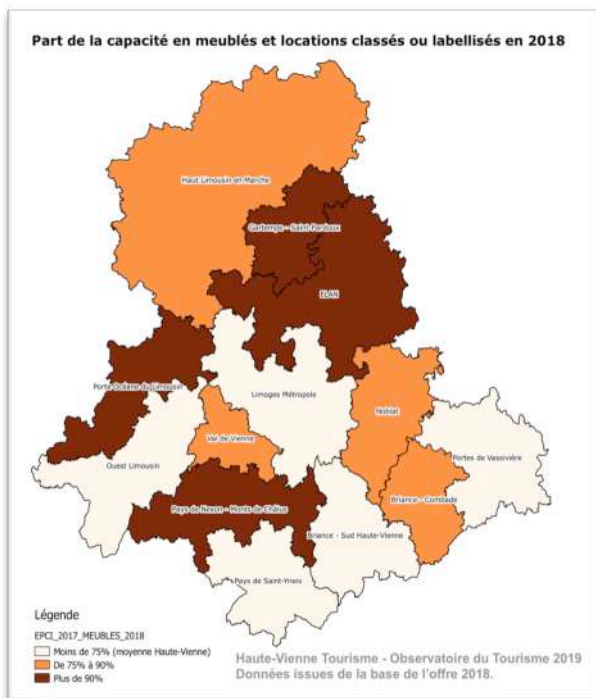 Part de la capacité en meublés et locations classés ou labellisés en 2018
Haut Limousin en Marche
Gartempe - Saint-Pardoux
ELAN
Porte Océane du Limousin
Limoges Métropole
Noblat
Val de Vienne
Ouest Limousin
Portes de Vassivière
Briance - Combade
Pays de Nexon - Monts de Châlus
Briance - Sud Haute-Vienne
Pays de Saint-Yrieix
Légende
EPCI_2017_MEUBLES_2018
Moins de 75% (moyenne Haute-Vienne)
De 75% à 90%
Plus de 90%
Haute-Vienne Tourisme - Observatoire du Tourisme 2019
Données issues de la base de l'offre 2018.